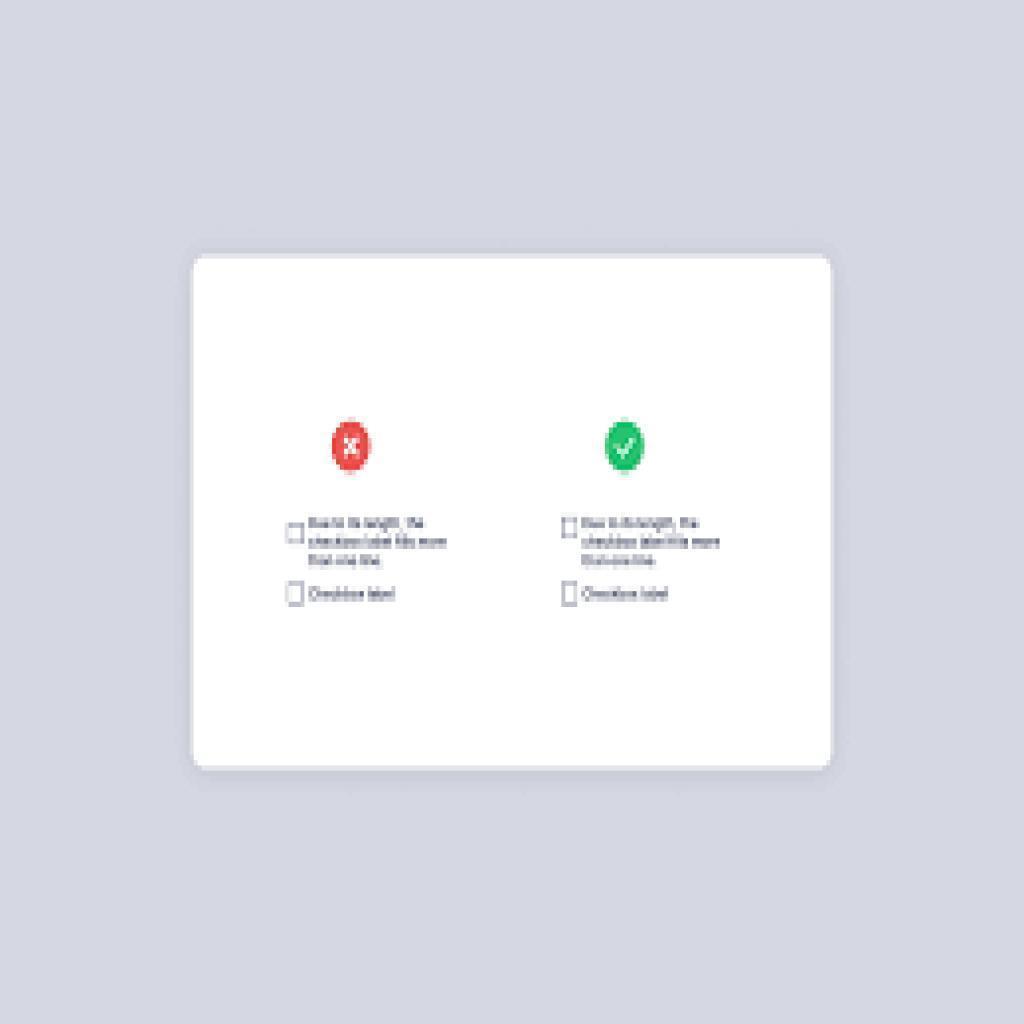 Due to its length, the
checkbox label fills more
than one line.
Checkbox label
Due to its length, the
checkbox label fills more
than one line.
Checkbox label